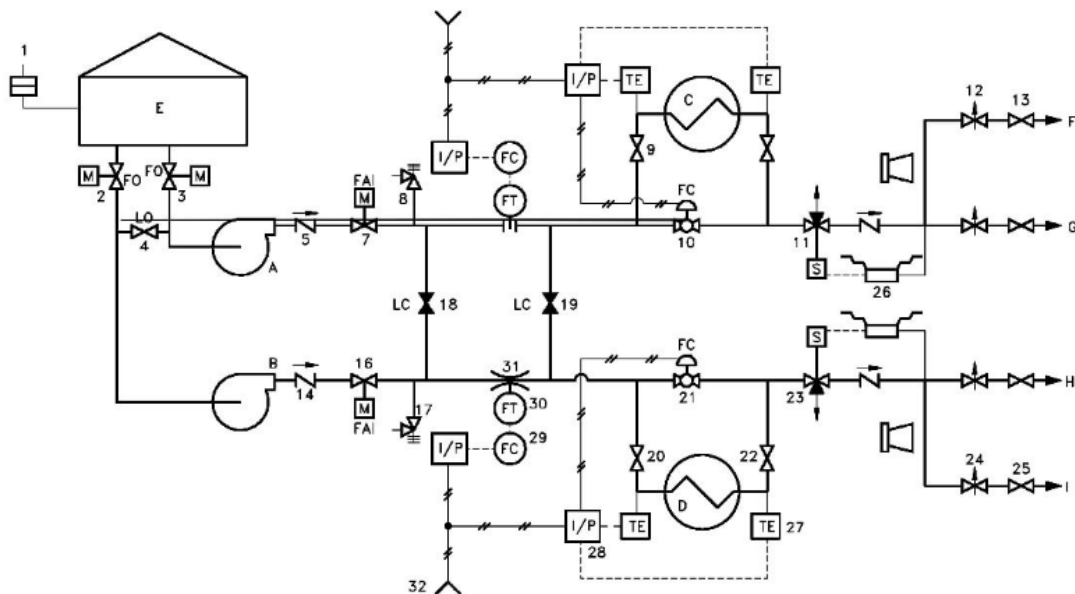 1
E
M
FO
FO
M
2
3
LO
4
A
B
5
FAI
M
7
8
I/P
FC
FT
I/P
TE
TE
C
9
FC
10
11
S
26
12
13
F
G
LC
18
LC
19
14
16
M
FAI
17
31
30
FT
29
FC
I/P
FC
21
20
22
D
S
23
H
24
25
I
I/P
28
TE
TE
27
32